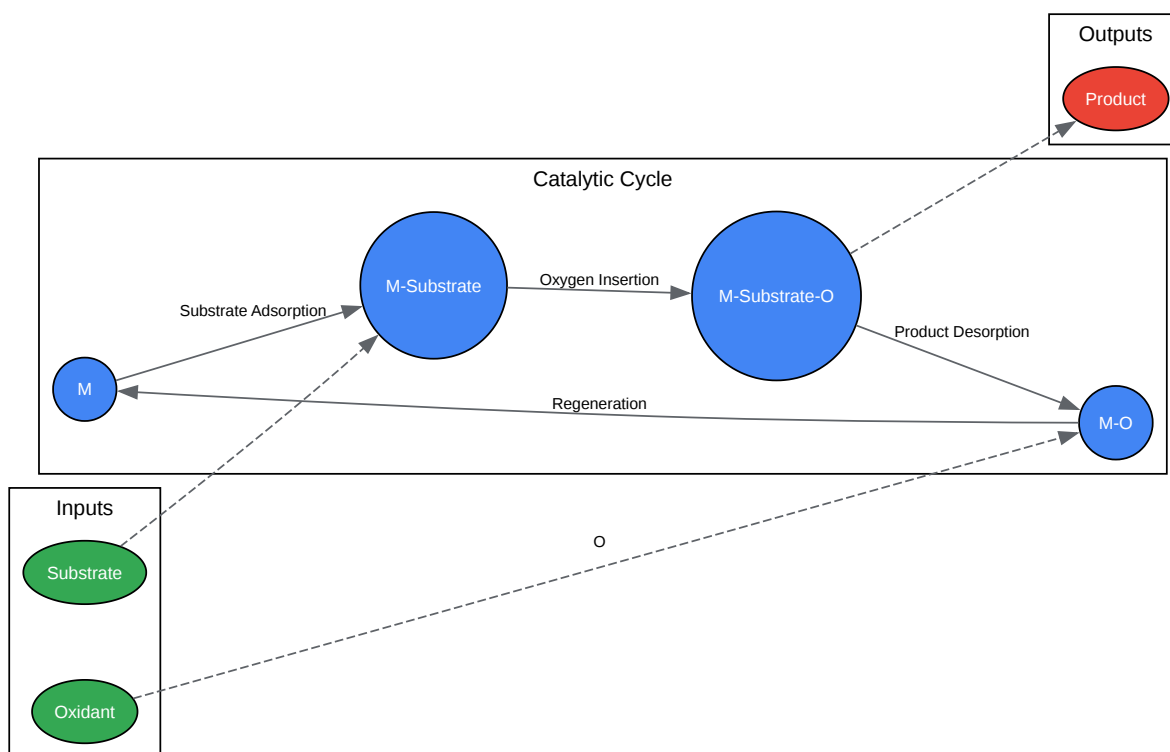 Outputs
Product
Catalytic Cycle
M-Substrate
Oxygen Insertion
M-Substrate-O
Substrate Adsorption
Product Desorption
M
Regeneration
M-O
Inputs
O
Substrate
Oxidant